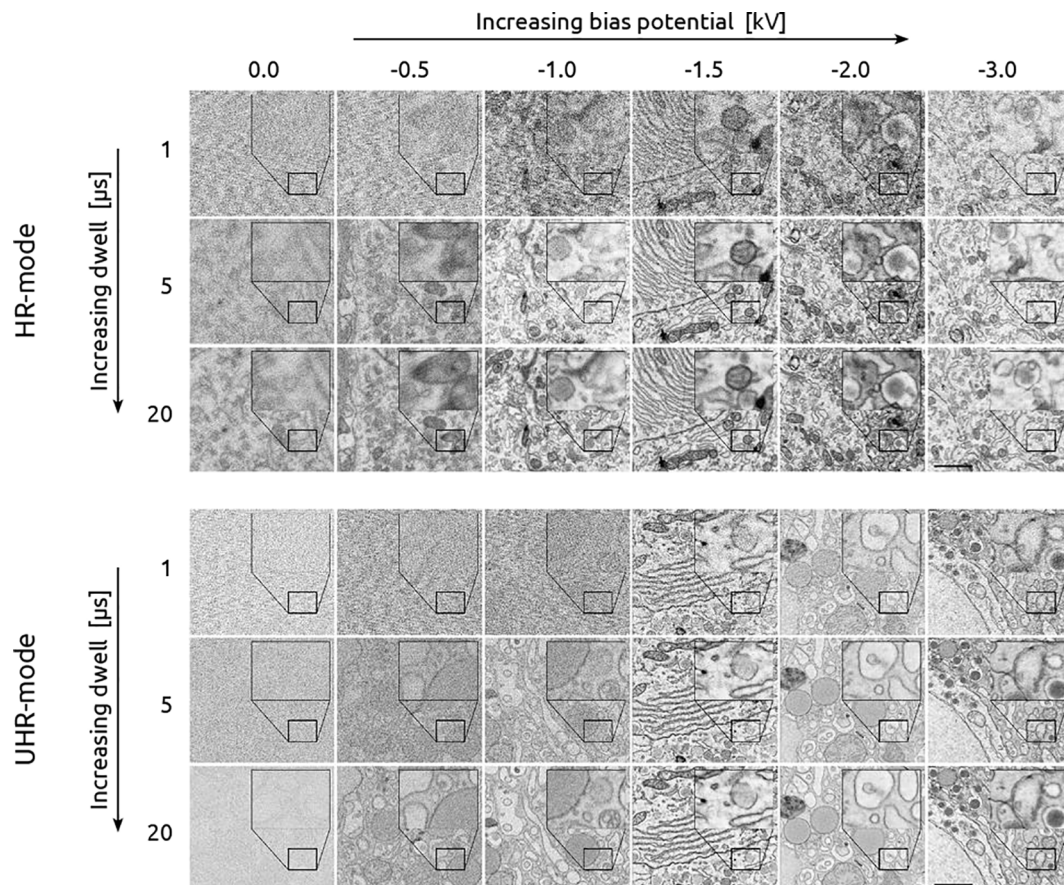 Increasing bias potential [kV]
0.0 -0.5 -1.0 -1.5 -2.0 -3.0
HR-mode
Increasing dwell [µs]
1
5
20
UHR-mode
Increasing dwell [µs]
1
5
20